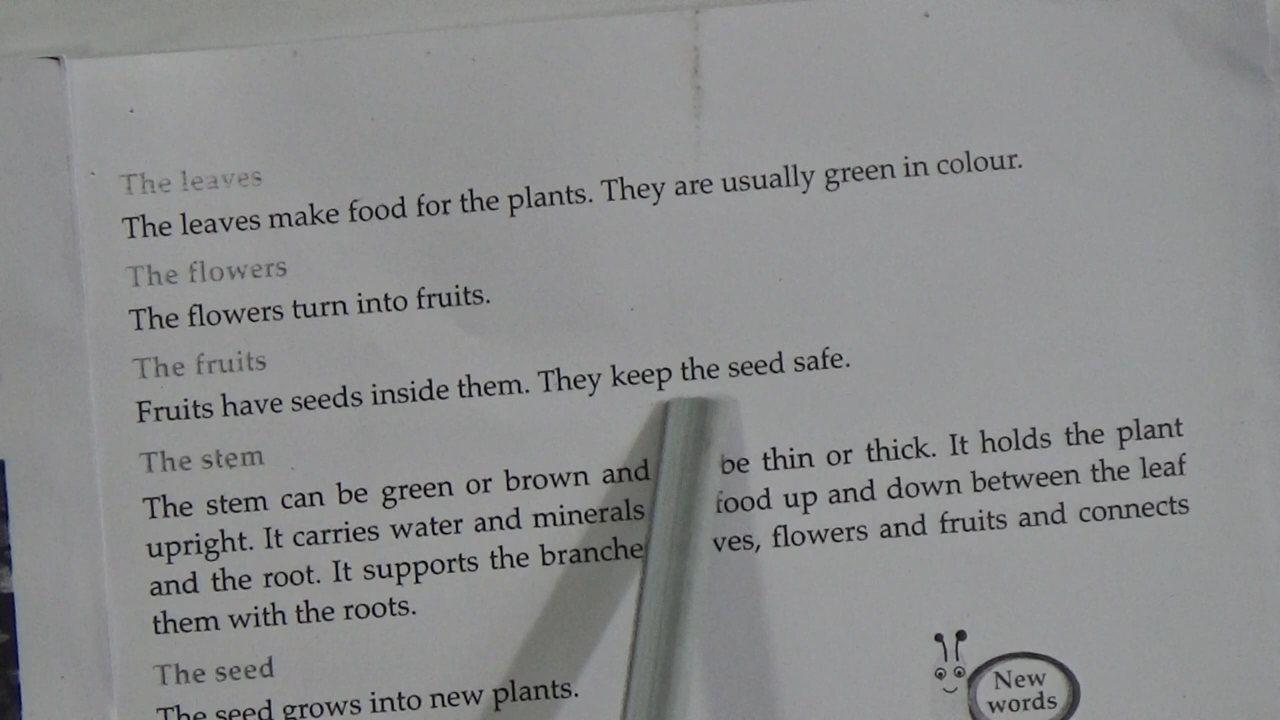 The leaves
The leaves make food for the plants. They are usually green in colour.
The flowers
The flowers turn into fruits.
The fruits
Fruits have seeds inside them. They keep the seed safe.
The stem
The stem can be green or brown and be thin or thick. It holds the plant
upright. It carries water and minerals food up and down between the leaf
and the root. It supports the flowers and fruits and connects
them with the roots.
The seed
The seed grows into new plants.
New
words